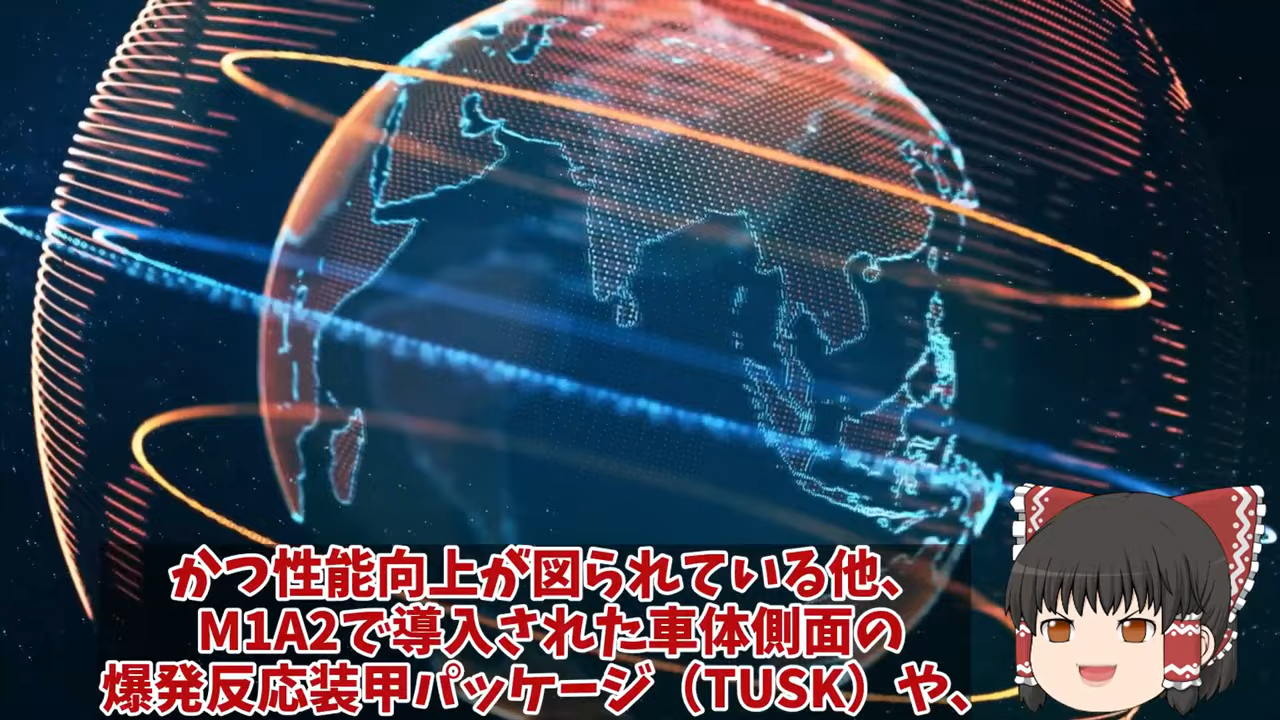 かつ性能向上が図られている他、
M1A2で導入された車体側面の
爆発反応装甲パッケージ（TUSK）や、